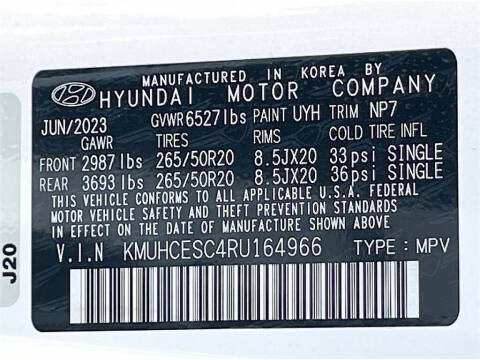 MANUFACTURED IN KOREA BY
HYUNDAI MOTOR COMPANY
JUN/2023 GVWR6527lbs PAINT UYH TRIM NP7
GAWR TIRES RIMS COLD TIRE INFL
FRONT 2987lbs 265/50R20 8.5JX20 33psi SINGLE
REAR 3693lbs 265/50R20 8.5JX20 36psi SINGLE
THIS VEHICLE CONFORMS TO ALL APPLICABLE U.S.A. FEDERAL
MOTOR VEHICLE SAFETY AND THEFT PREVENTION STANDARDS
IN EFFECT ON THE DATE OF MANUFACTURE SHOWN ABOVE.
V.I.N KMUHCESC4RU164966 TYPE: MPV
J20